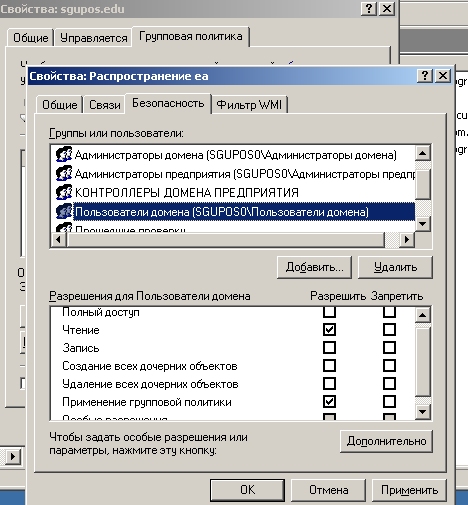 Свойства: sgupos.edu
Общие
Управляется
Групповая политика
Свойства: Распространение еа
Общие
Связи
Безопасность
Фильтр WMI
Группы или пользователи:
Администраторы домена (SGUPOS0\Администраторы домена)
Администраторы предприятия (SGUPOS0\Администраторы предпр
КОНТРОЛЛЕРЫ ДОМЕНА ПРЕДПРИЯТИЯ
Пользователи домена (SGUPOS0\Пользователи домена)
Прошедшие проверку
Добавить...
Удалить
Разрешения для Пользователи домена
Разрешить
Запретить
Полный доступ
Чтение
Запись
Создание всех дочерних объектов
Удаление всех дочерних объектов
Применение групповой политики
Особые разрешения
Чтобы задать особые разрешения или
параметры, нажмите эту кнопку:
Дополнительно
OK
Отмена
Применить